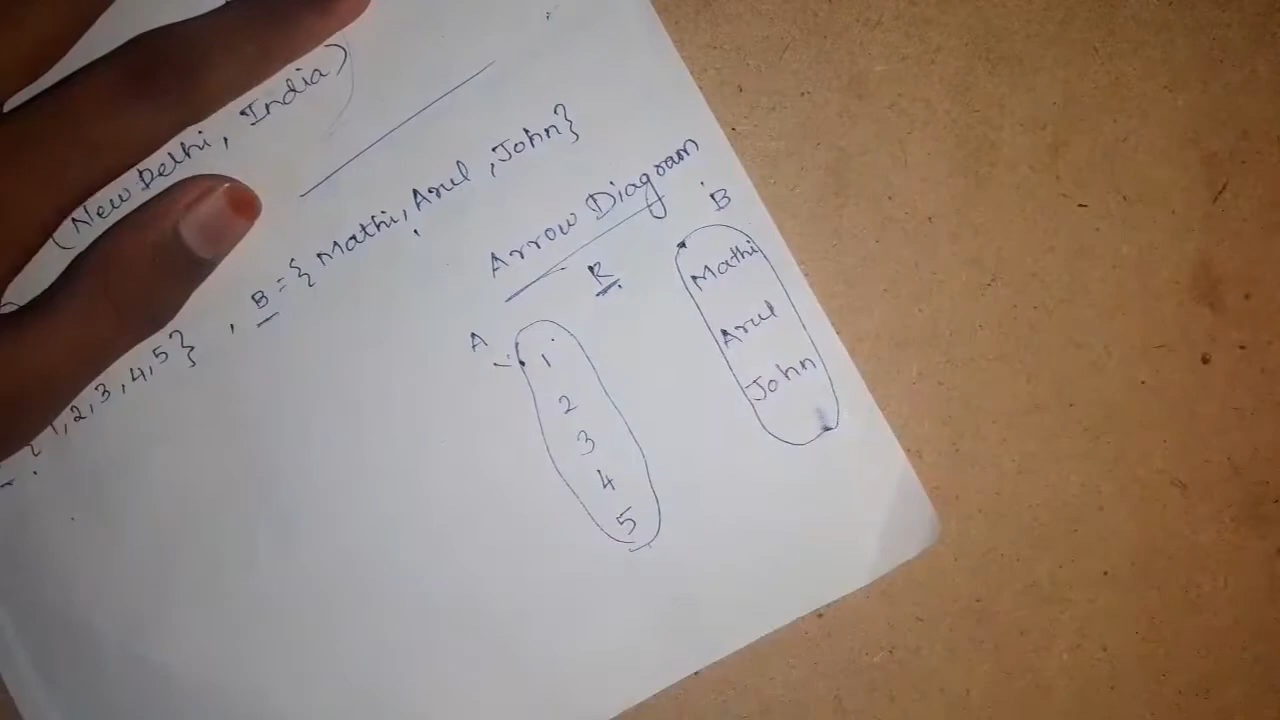 (New Delhi, India)
{1,2,3,4,5} , B = {Mathi, Arul, John}
Arrow Diagram
R
A
B
1
2
3
4
5
Mathi
Arul
John